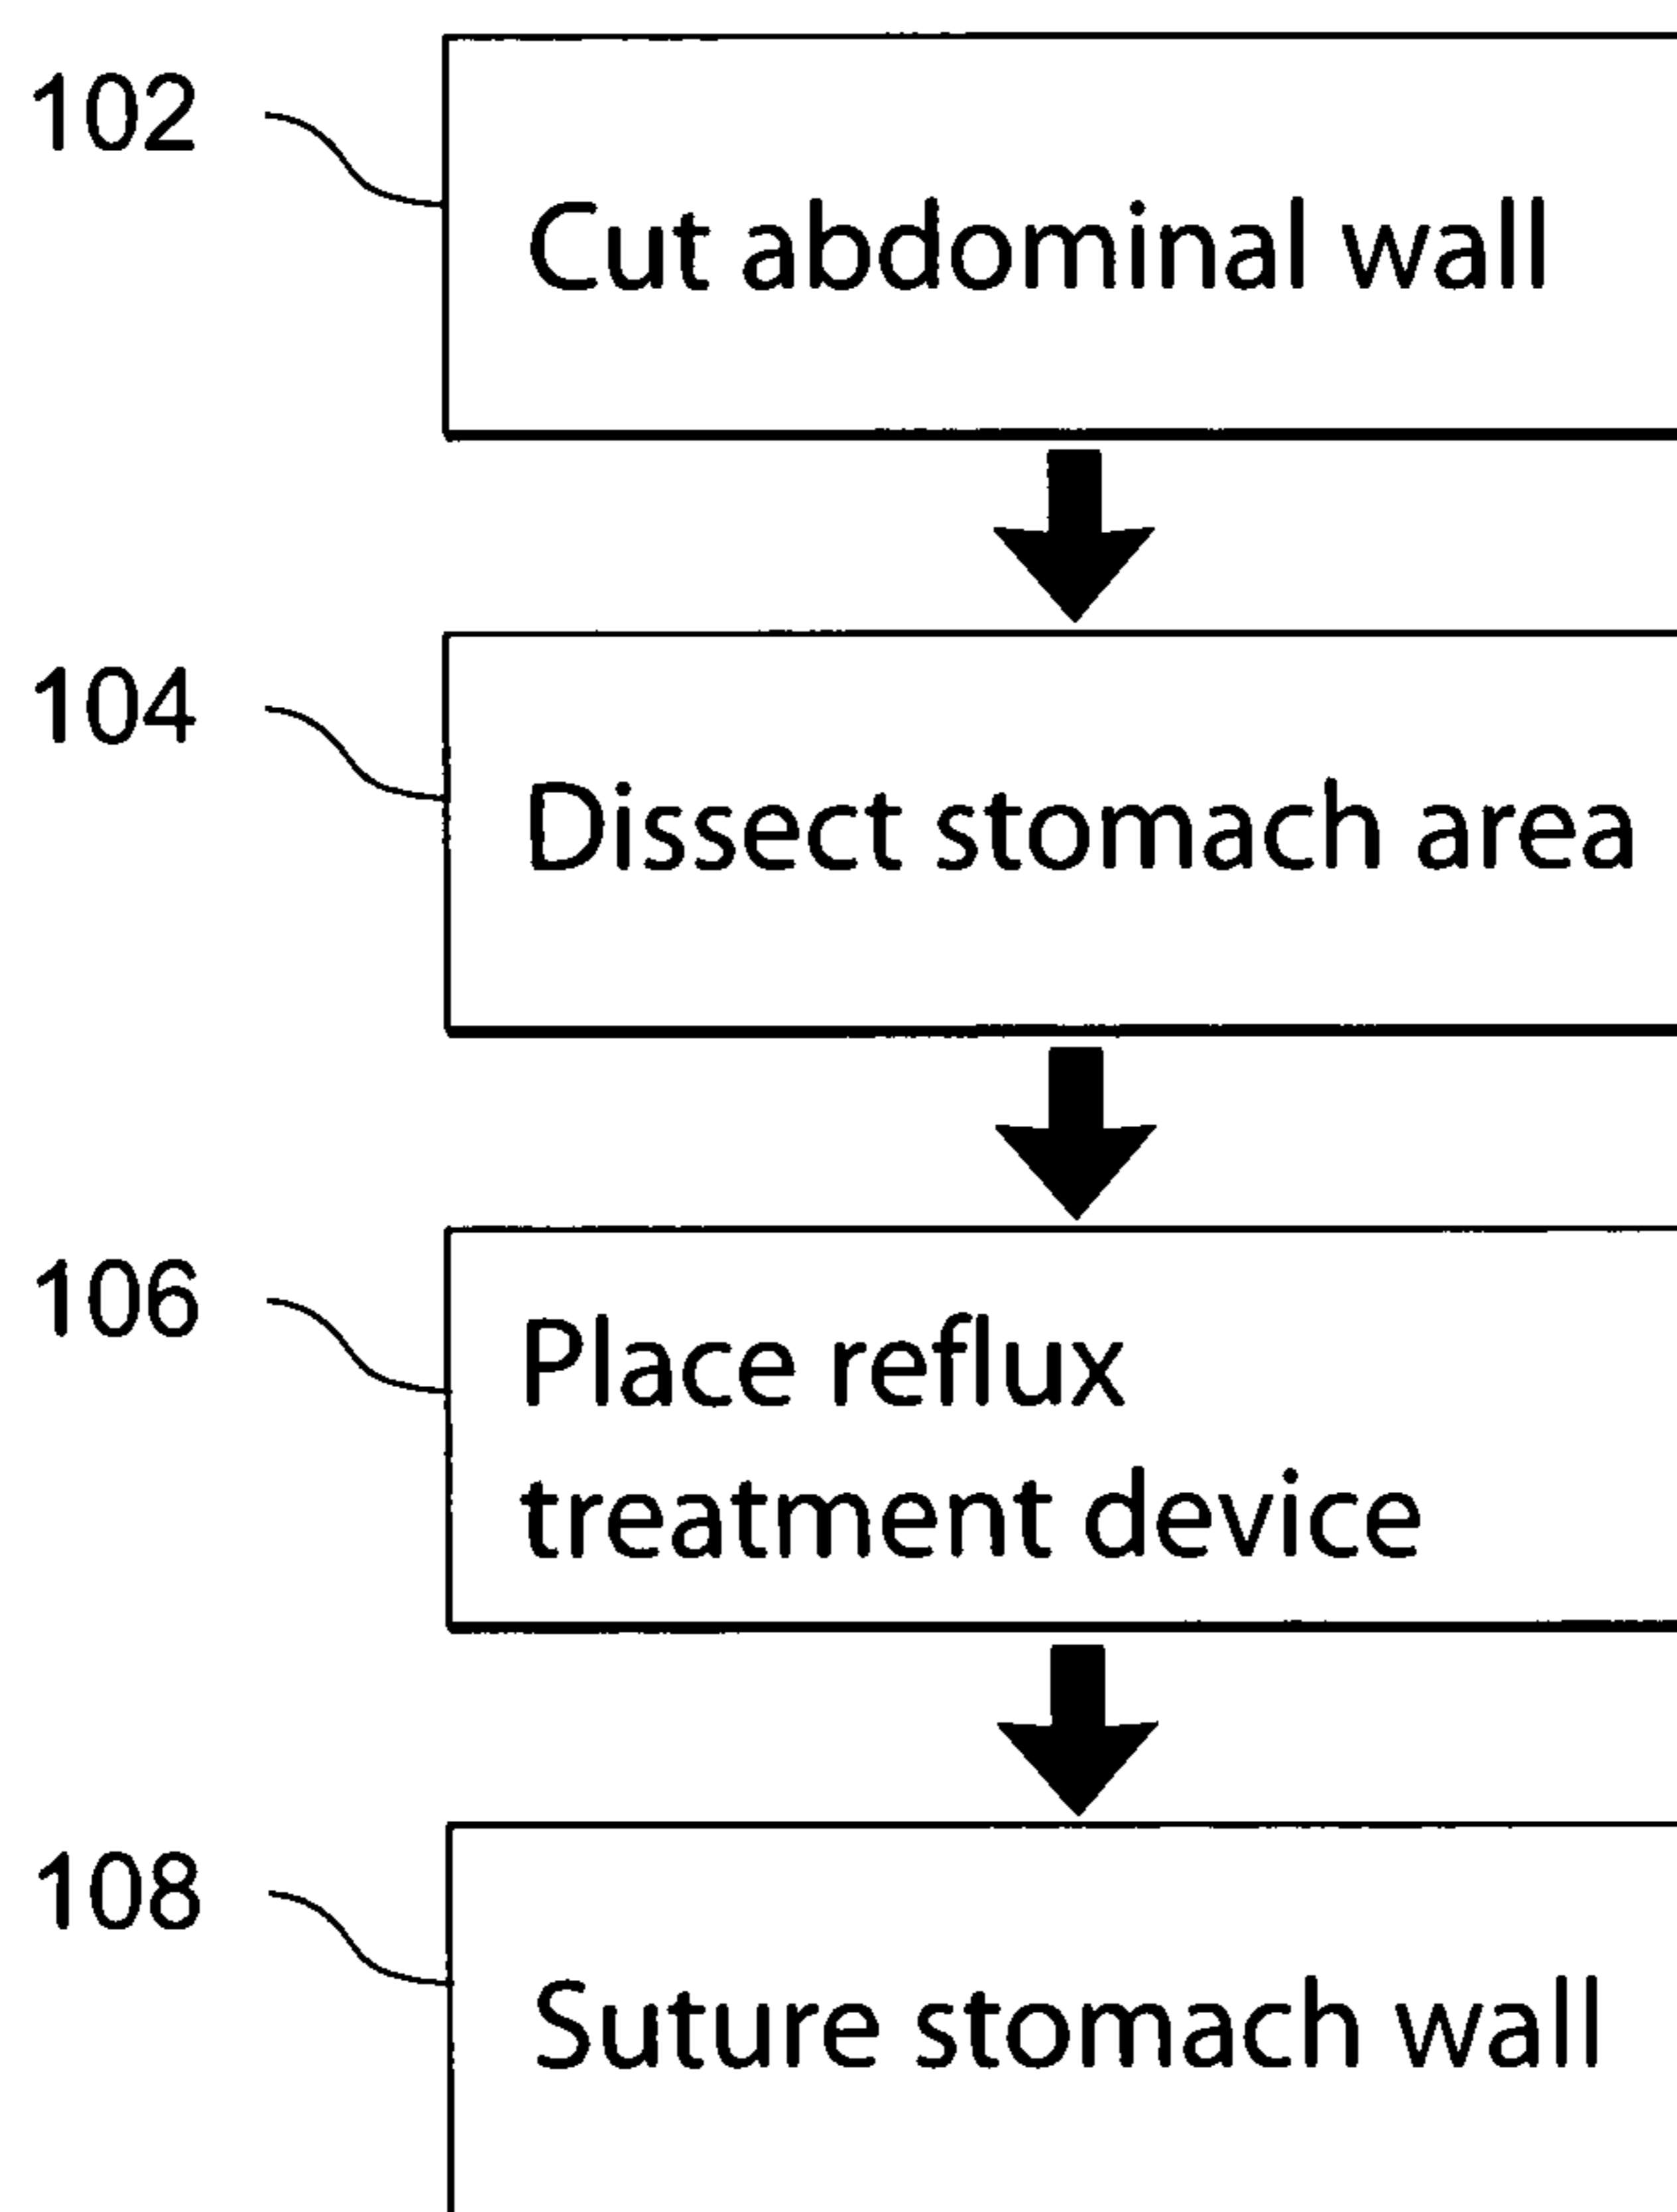 102
Cut abdominal wall
104
Dissect stomach area
106
Place reflux
treatment device
108
Suture stomach wall